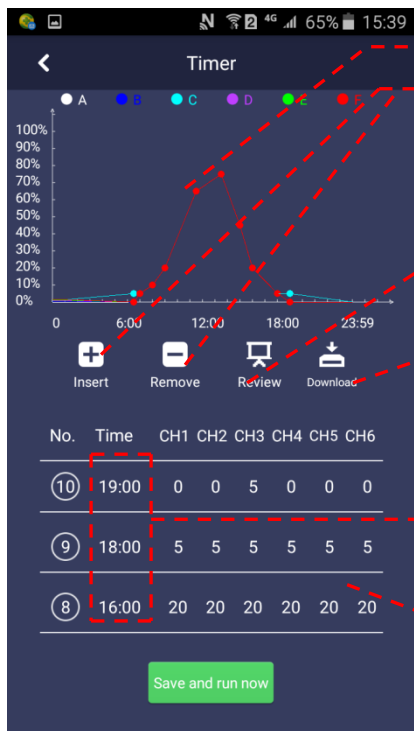 N 2 4G 65% 15:39
Timer
A B C D E F
100%
90%
80%
70%
60%
50%
40%
30%
20%
10%
0%
0 6:00 12:00 18:00 23:59
Insert Remove Review Download
No. Time CH1 CH2 CH3 CH4 CH5 CH6
10 19:00 0 0 5 0 0 0
9 18:00 5 5 5 5 5 5
8 16:00 20 20 20 20 20 20
Save and run now